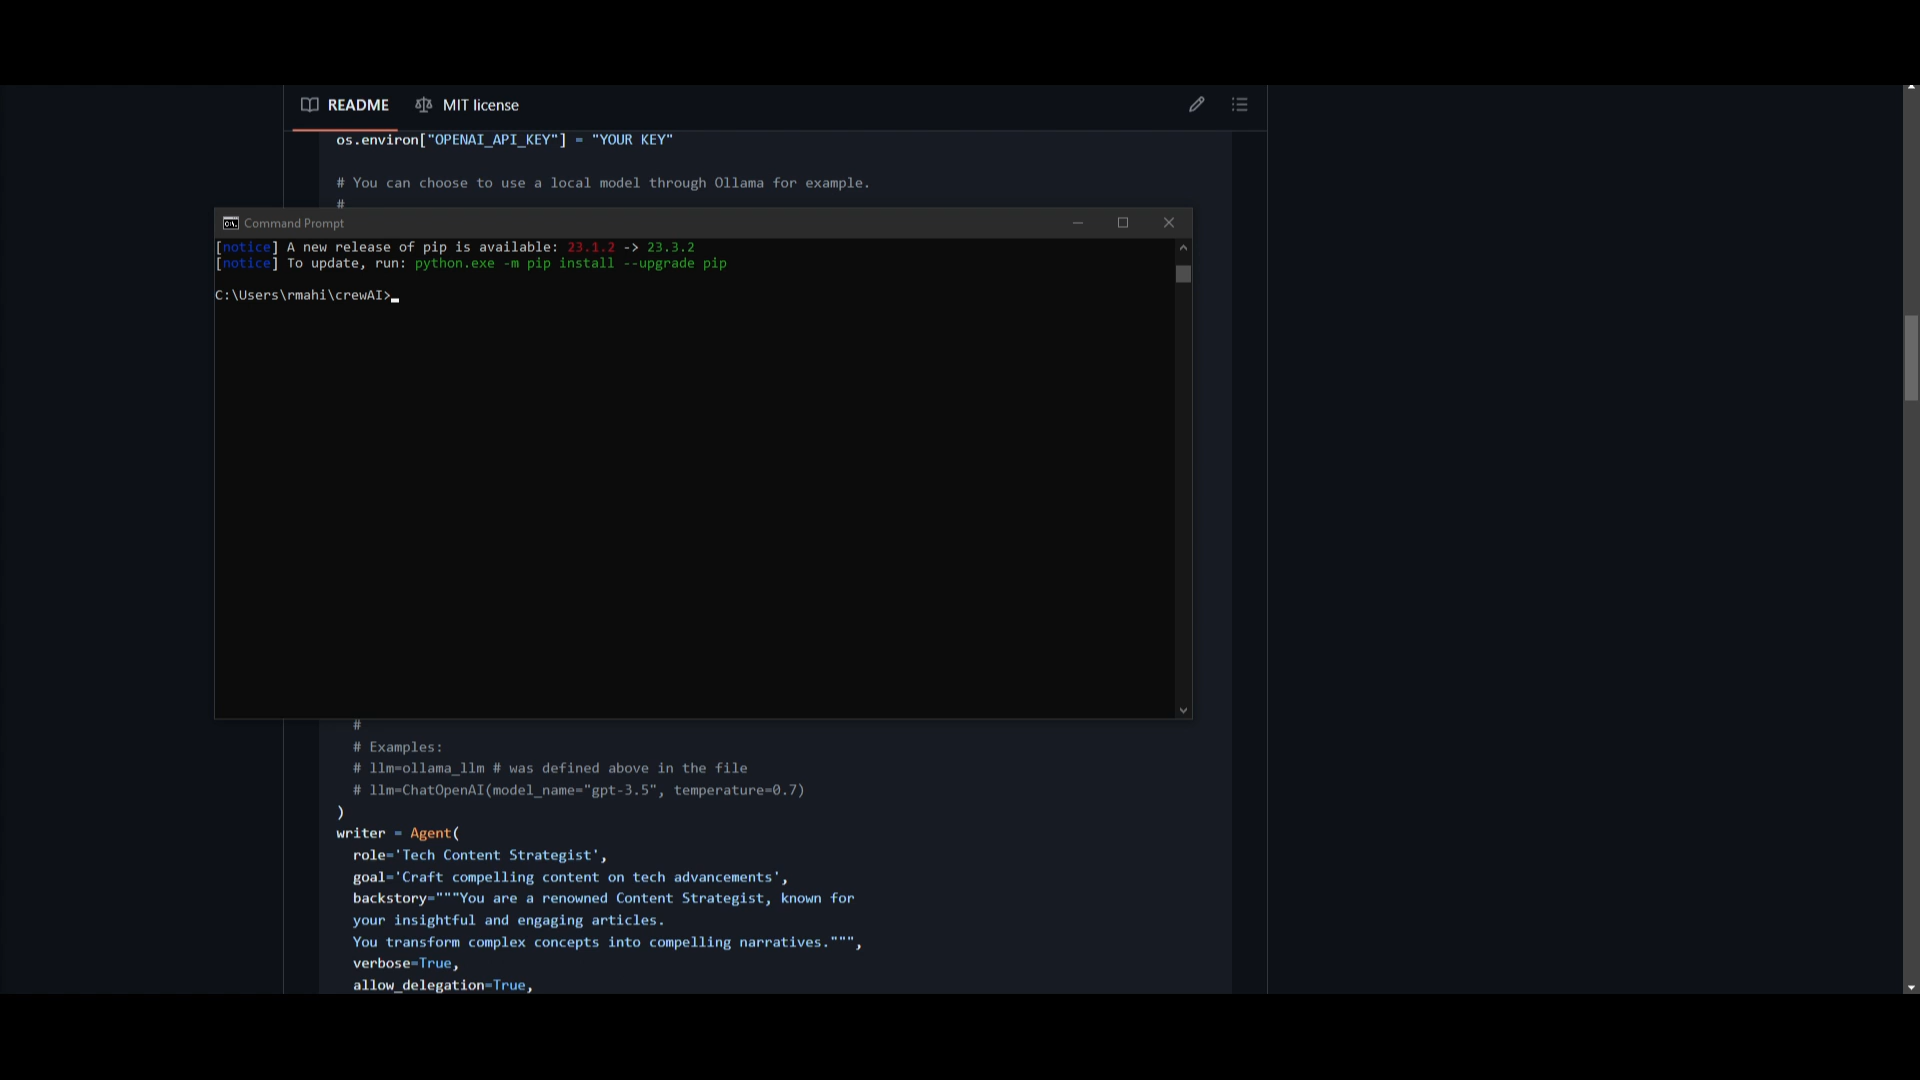 README MIT license
os.environ["OPENAI_API_KEY"] = "YOUR KEY"
# You can choose to use a local model through Ollama for example.
#
Command Prompt
[notice] A new release of pip is available: 23.1.2 -> 23.3.2
[notice] To update, run: python.exe -m pip install --upgrade pip
C:\Users\rmahi\crewAI>
#
# Examples:
# llm=ollama_llm # was defined above in the file
# llm=ChatOpenAI(model_name="gpt-3.5", temperature=0.7)
)
writer = Agent(
role='Tech Content Strategist',
goal='Craft compelling content on tech advancements',
backstory="""You are a renowned Content Strategist, known for
your insightful and engaging articles.
You transform complex concepts into compelling narratives.""",
verbose=True,
allow_delegation=True,